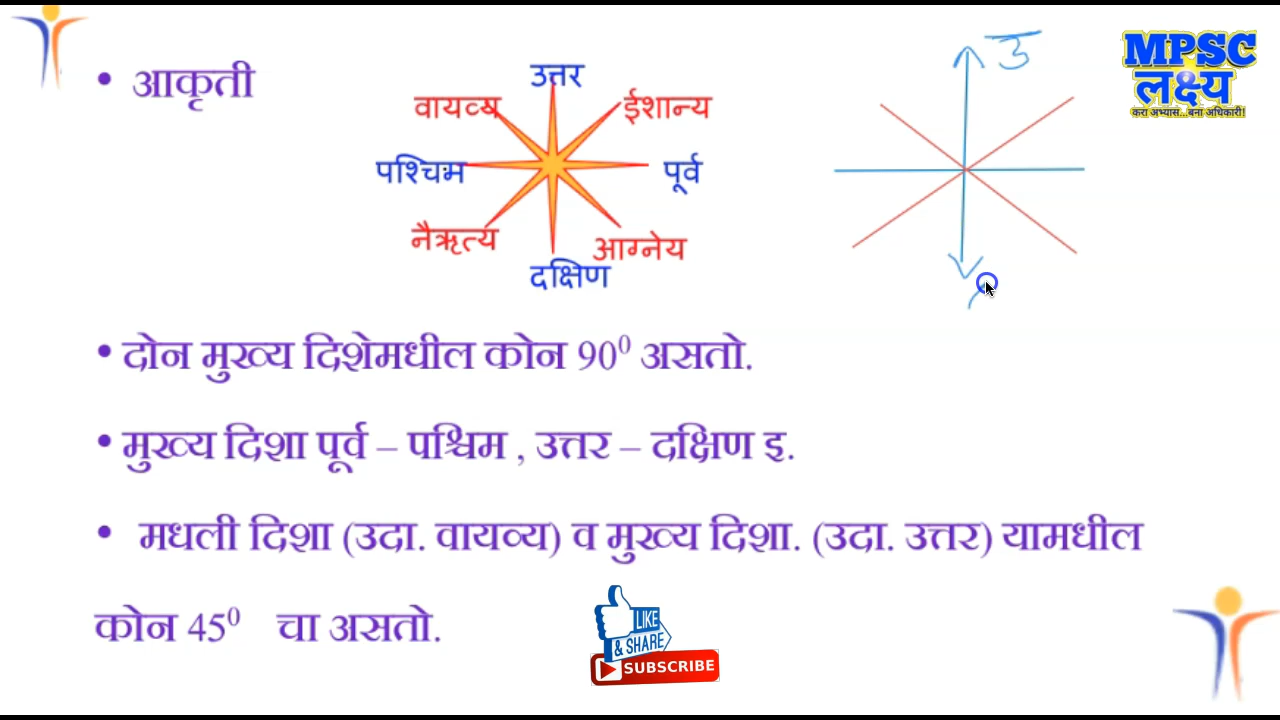 • आकृती
उत्तर
वायव्य
ईशान्य
पश्चिम
पूर्व
नैऋत्य
आग्नेय
दक्षिण
उ
MPSC
लक्ष्य
करा अभ्यास...बना अधिकारी!
• दोन मुख्य दिशेमधील कोन 90⁰ असतो.
• मुख्य दिशा पूर्व – पश्चिम , उत्तर – दक्षिण इ.
• मधली दिशा (उदा. वायव्य) व मुख्य दिशा. (उदा. उत्तर) यामधील
कोन 45⁰ चा असतो.
LIKE
& SHARE
SUBSCRIBE